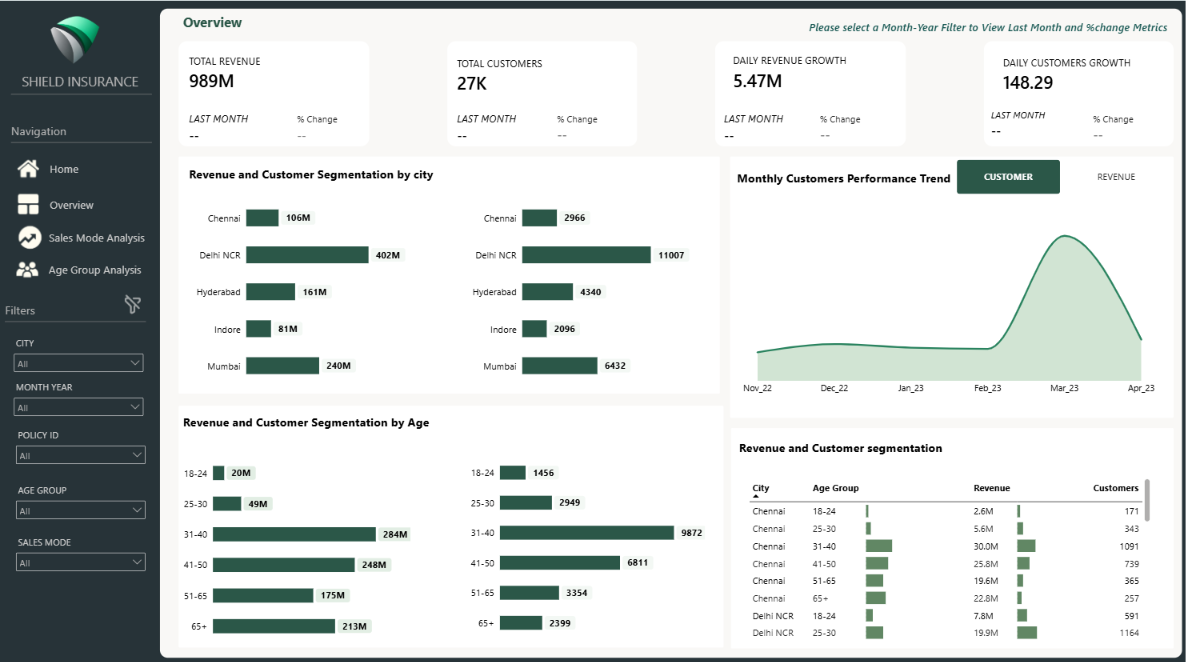 SHIELD INSURANCE
Navigation
Home
Overview
Sales Mode Analysis
Age Group Analysis
Filters
CITY
All
MONTH YEAR
All
POLICY ID
All
AGE GROUP
All
SALES MODE
All
Overview
Please select a Month-Year Filter to View Last Month and %change Metrics
TOTAL REVENUE
989M
LAST MONTH % Change
-- --
TOTAL CUSTOMERS
27K
LAST MONTH % Change
-- --
DAILY REVENUE GROWTH
5.47M
LAST MONTH % Change
-- --
DAILY CUSTOMERS GROWTH
148.29
LAST MONTH % Change
-- --
Revenue and Customer Segmentation by city
Chennai 106M Chennai 2966
Delhi NCR 402M Delhi NCR 11007
Hyderabad 161M Hyderabad 4340
Indore 81M Indore 2096
Mumbai 240M Mumbai 6432
Monthly Customers Performance Trend CUSTOMER REVENUE
Nov_22 Dec_22 Jan_23 Feb_23 Mar_23 Apr_23
Revenue and Customer Segmentation by Age
18-24 20M 18-24 1456
25-30 49M 25-30 2949
31-40 284M 31-40 9872
41-50 248M 41-50 6811
51-65 175M 51-65 3354
65+ 213M 65+ 2399
Revenue and Customer segmentation
City Age Group Revenue Customers
Chennai 18-24 2.6M 171
Chennai 25-30 5.6M 343
Chennai 31-40 30.0M 1091
Chennai 41-50 25.8M 739
Chennai 51-65 19.6M 365
Chennai 65+ 22.8M 257
Delhi NCR 18-24 7.8M 591
Delhi NCR 25-30 19.9M 1164